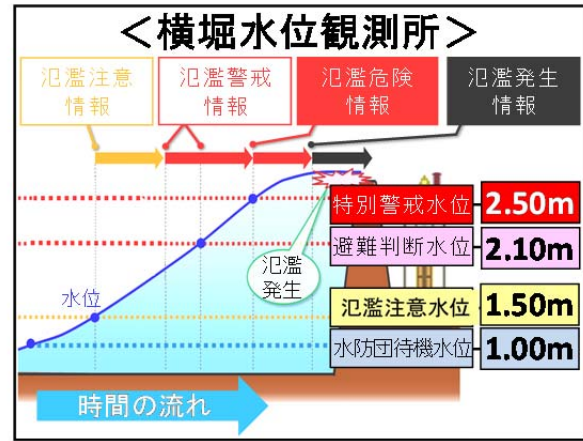 ＜横堀水位観測所＞
氾濫注意
情報
氾濫警戒
情報
氾濫危険
情報
氾濫発生
情報
特別警戒水位
2.50m
避難判断水位
2.10m
氾濫
発生
水位
氾濫注意水位
1.50m
水防団待機水位
1.00m
時間の流れ